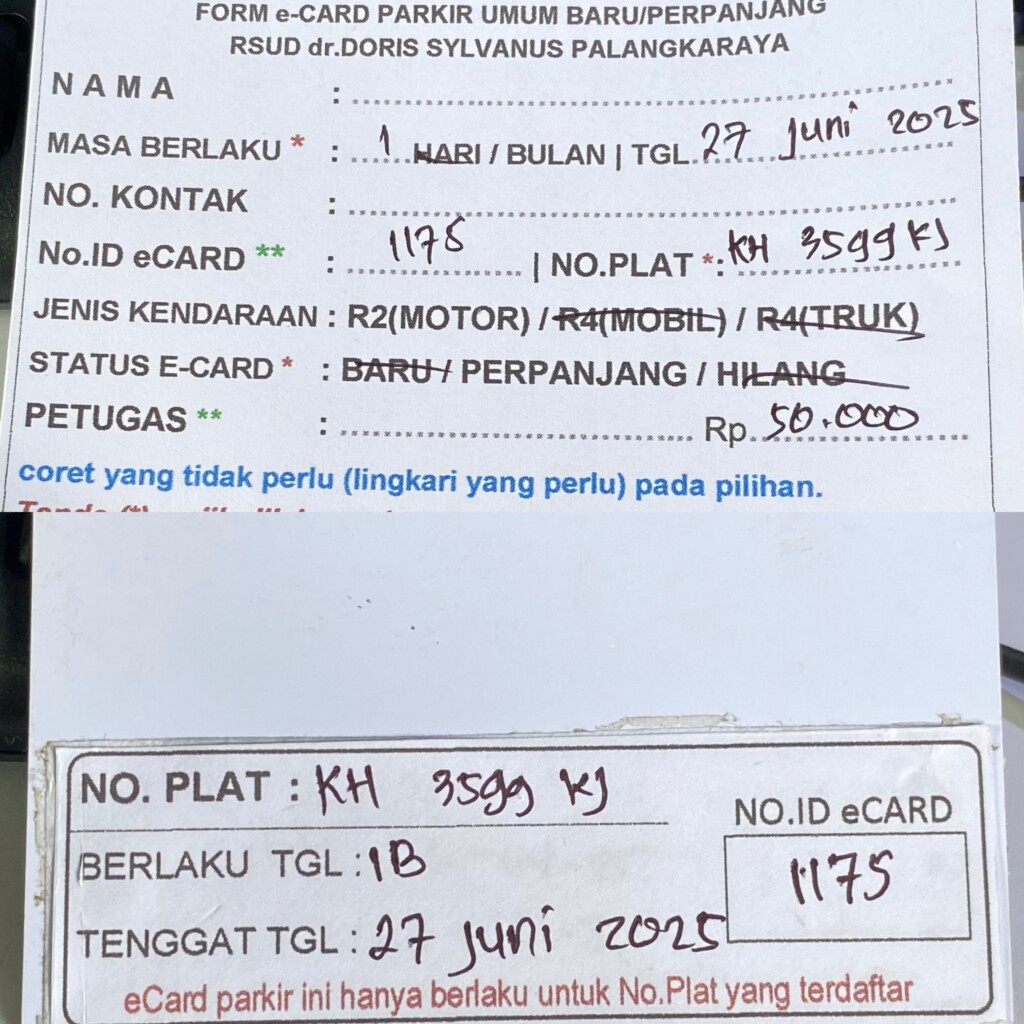 FORM e-CARD PARKIR UMUM BARU/PERPANJANG
RSUD dr.DORIS SYLVANUS PALANGKARAYA
N A M A :
MASA BERLAKU * : 1 HARI / BULAN | TGL. 27 Juni 2025
NO. KONTAK :
No.ID eCARD ** : 1175 | NO.PLAT *: KH 3599 KJ
JENIS KENDARAAN : R2(MOTOR) / R4(MOBIL) / R4(TRUK)
STATUS E-CARD * : BARU / PERPANJANG / HILANG
PETUGAS ** : Rp. 50.000
coret yang tidak perlu (lingkari yang perlu) pada pilihan.
NO. PLAT : KH 3599 KJ
NO.ID eCARD
BERLAKU TGL : 1B
1175
TENGGAT TGL : 27 Juni 2025
eCard parkir ini hanya berlaku untuk No.Plat yang terdaftar